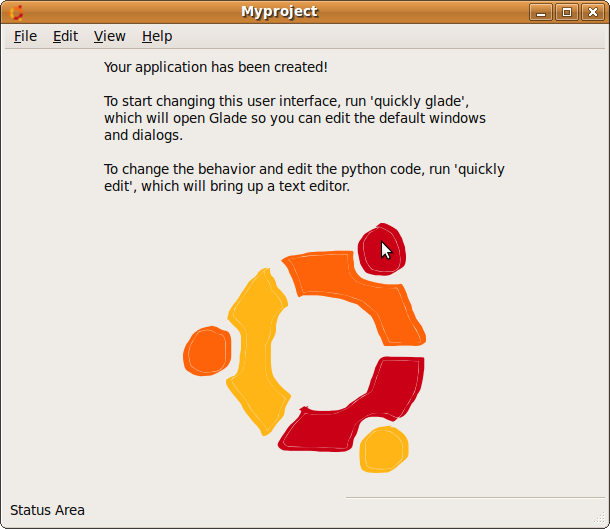 Myproject
File Edit View Help
Your application has been created!
To start changing this user interface, run 'quickly glade',
which will open Glade so you can edit the default windows
and dialogs.
To change the behavior and edit the python code, run 'quickly
edit', which will bring up a text editor.
Status Area